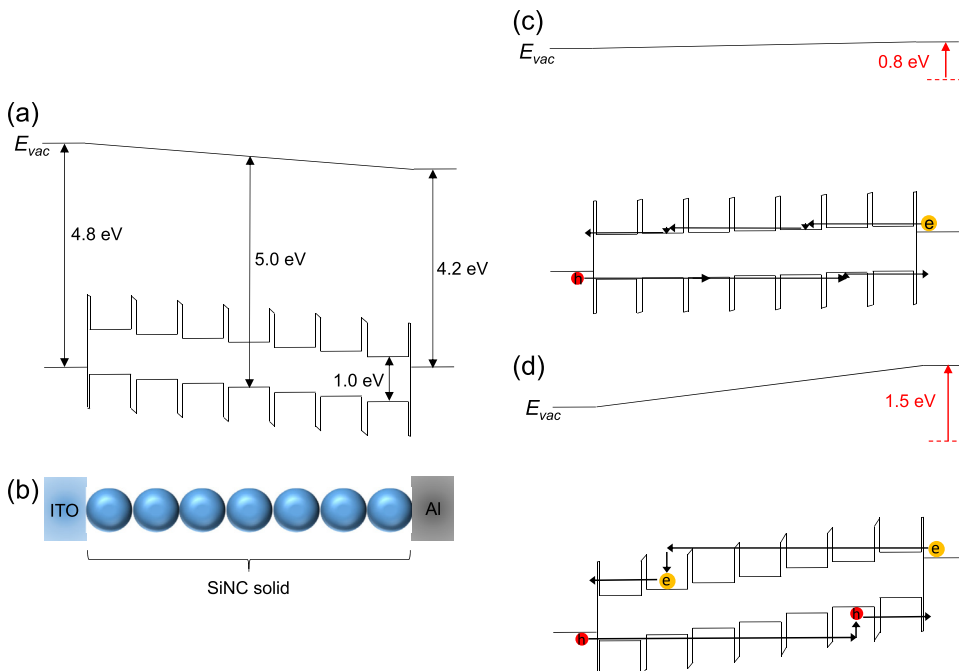 (a)
E_vac
4.8 eV
5.0 eV
4.2 eV
1.0 eV
(b)
ITO
Al
SiNC solid
(c)
E_vac
0.8 eV
e
h
(d)
E_vac
1.5 eV
e
e
h
h